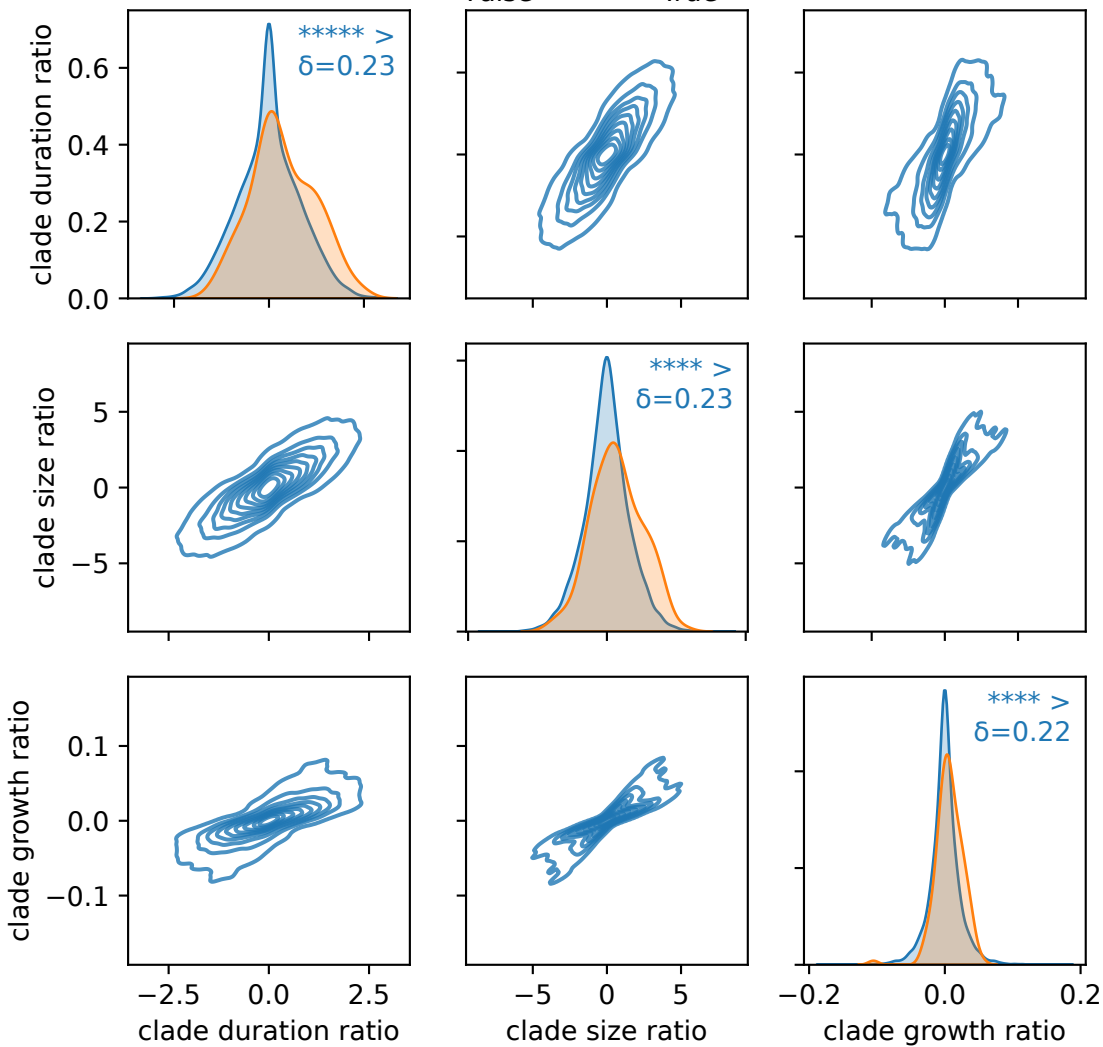 clade duration ratio
0.6
0.4
0.2
0.0
***** >
δ=0.23
clade size ratio
5
0
−5
**** >
δ=0.23
clade growth ratio
0.1
0.0
−0.1
**** >
δ=0.22
−2.5 0.0 2.5
clade duration ratio
−5 0 5
clade size ratio
−0.2 0.0 0.2
clade growth ratio